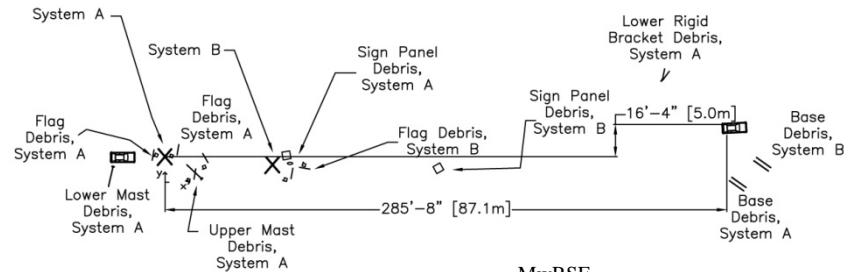 System A
System B
Sign Panel
Debris,
System A
Lower Rigid
Bracket Debris,
System A
Flag
Debris,
System A
Flag
Debris,
System A
Flag Debris,
System B
Sign Panel
Debris,
System B
16'-4" [5.0m]
Base
Debris,
System B
Lower Mast
Debris,
System A
y
x
Upper Mast
Debris,
System A
285'-8" [87.1m]
Base
Debris,
System A